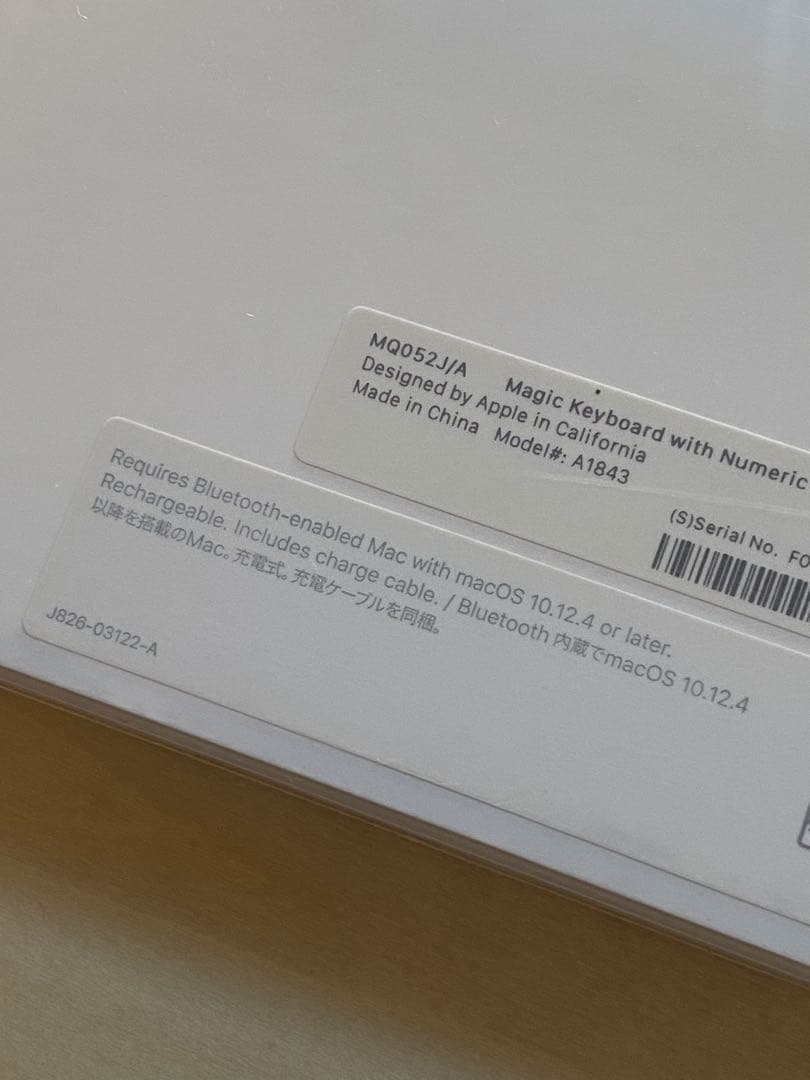 MQ052J/A Magic Keyboard with Numeric
Designed by Apple in California
Made in China Model#: A1843
(S)Serial No. F0
Requires Bluetooth-enabled Mac with macOS 10.12.4 or later.
Rechargeable. Includes charge cable. / Bluetooth 内蔵でmacOS 10.12.4
以降を搭載のMac。充電式。充電ケーブルを同梱。
J826-03122-A